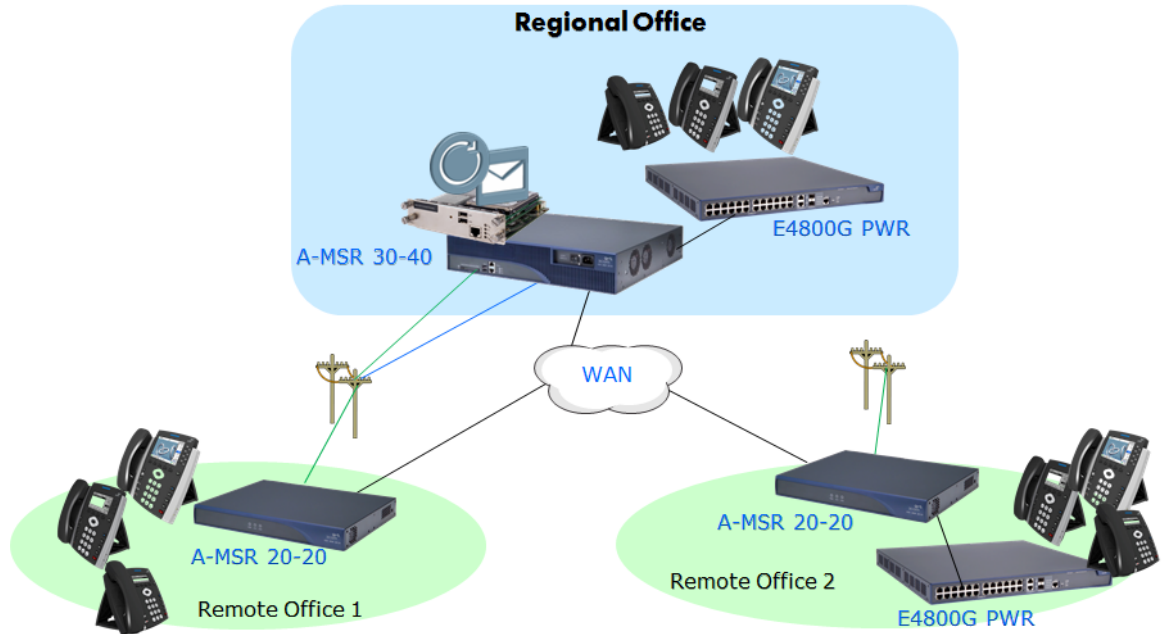 Regional Office
E4800G PWR
A-MSR 30-40
WAN
A-MSR 20-20
Remote Office 1
A-MSR 20-20
Remote Office 2
E4800G PWR